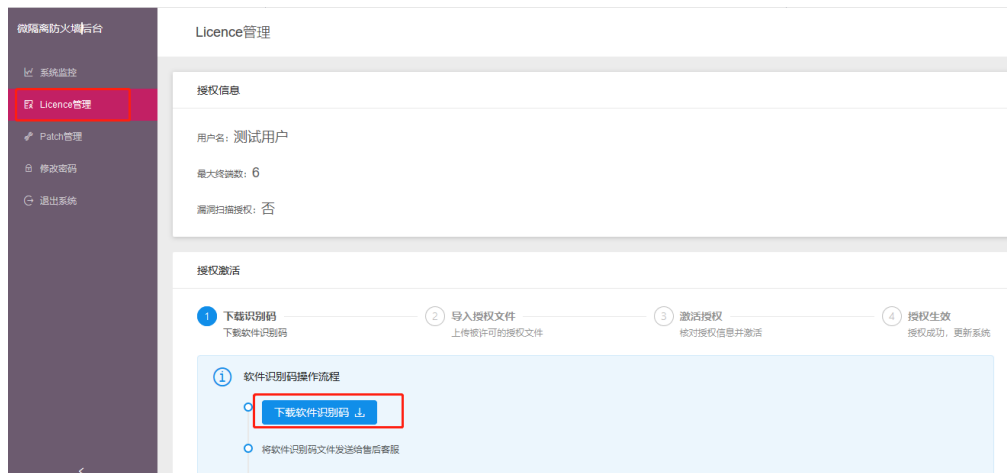 微隔离防火墙后台
Licence管理
系统监控
Licence管理
Patch管理
修改密码
退出系统
授权信息
用户名: 测试用户
最大终端数: 6
漏洞扫描授权: 否
授权激活
1 下载识别码
下载软件识别码
2 导入授权文件
上传被许可的授权文件
3 激活授权
核对授权信息并激活
4 授权生效
授权成功，更新系统
软件识别码操作流程
下载软件识别码
将软件识别码文件发送给售后客服